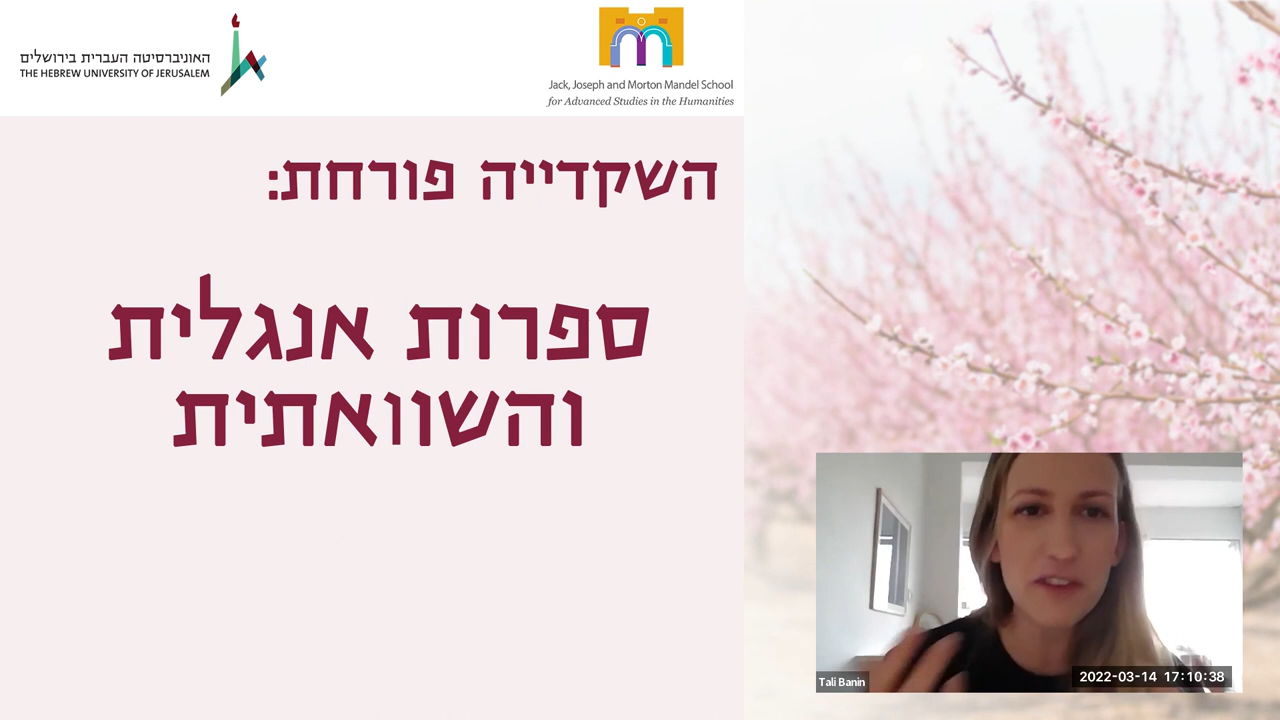 האוניברסיטה העברית בירושלים
THE HEBREW UNIVERSITY OF JERUSALEM
Jack, Joseph and Morton Mandel School
for Advanced Studies in the Humanities
השקדייה פורחת:
ספרות אנגלית
והשוואתית
Tali Banin
2022-03-14 17:10:38